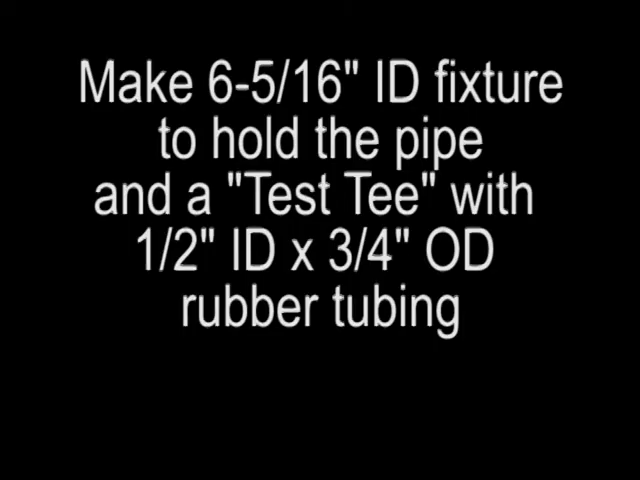 Make 6-5/16" ID fixture
to hold the pipe
and a "Test Tee" with
1/2" ID x 3/4" OD
rubber tubing